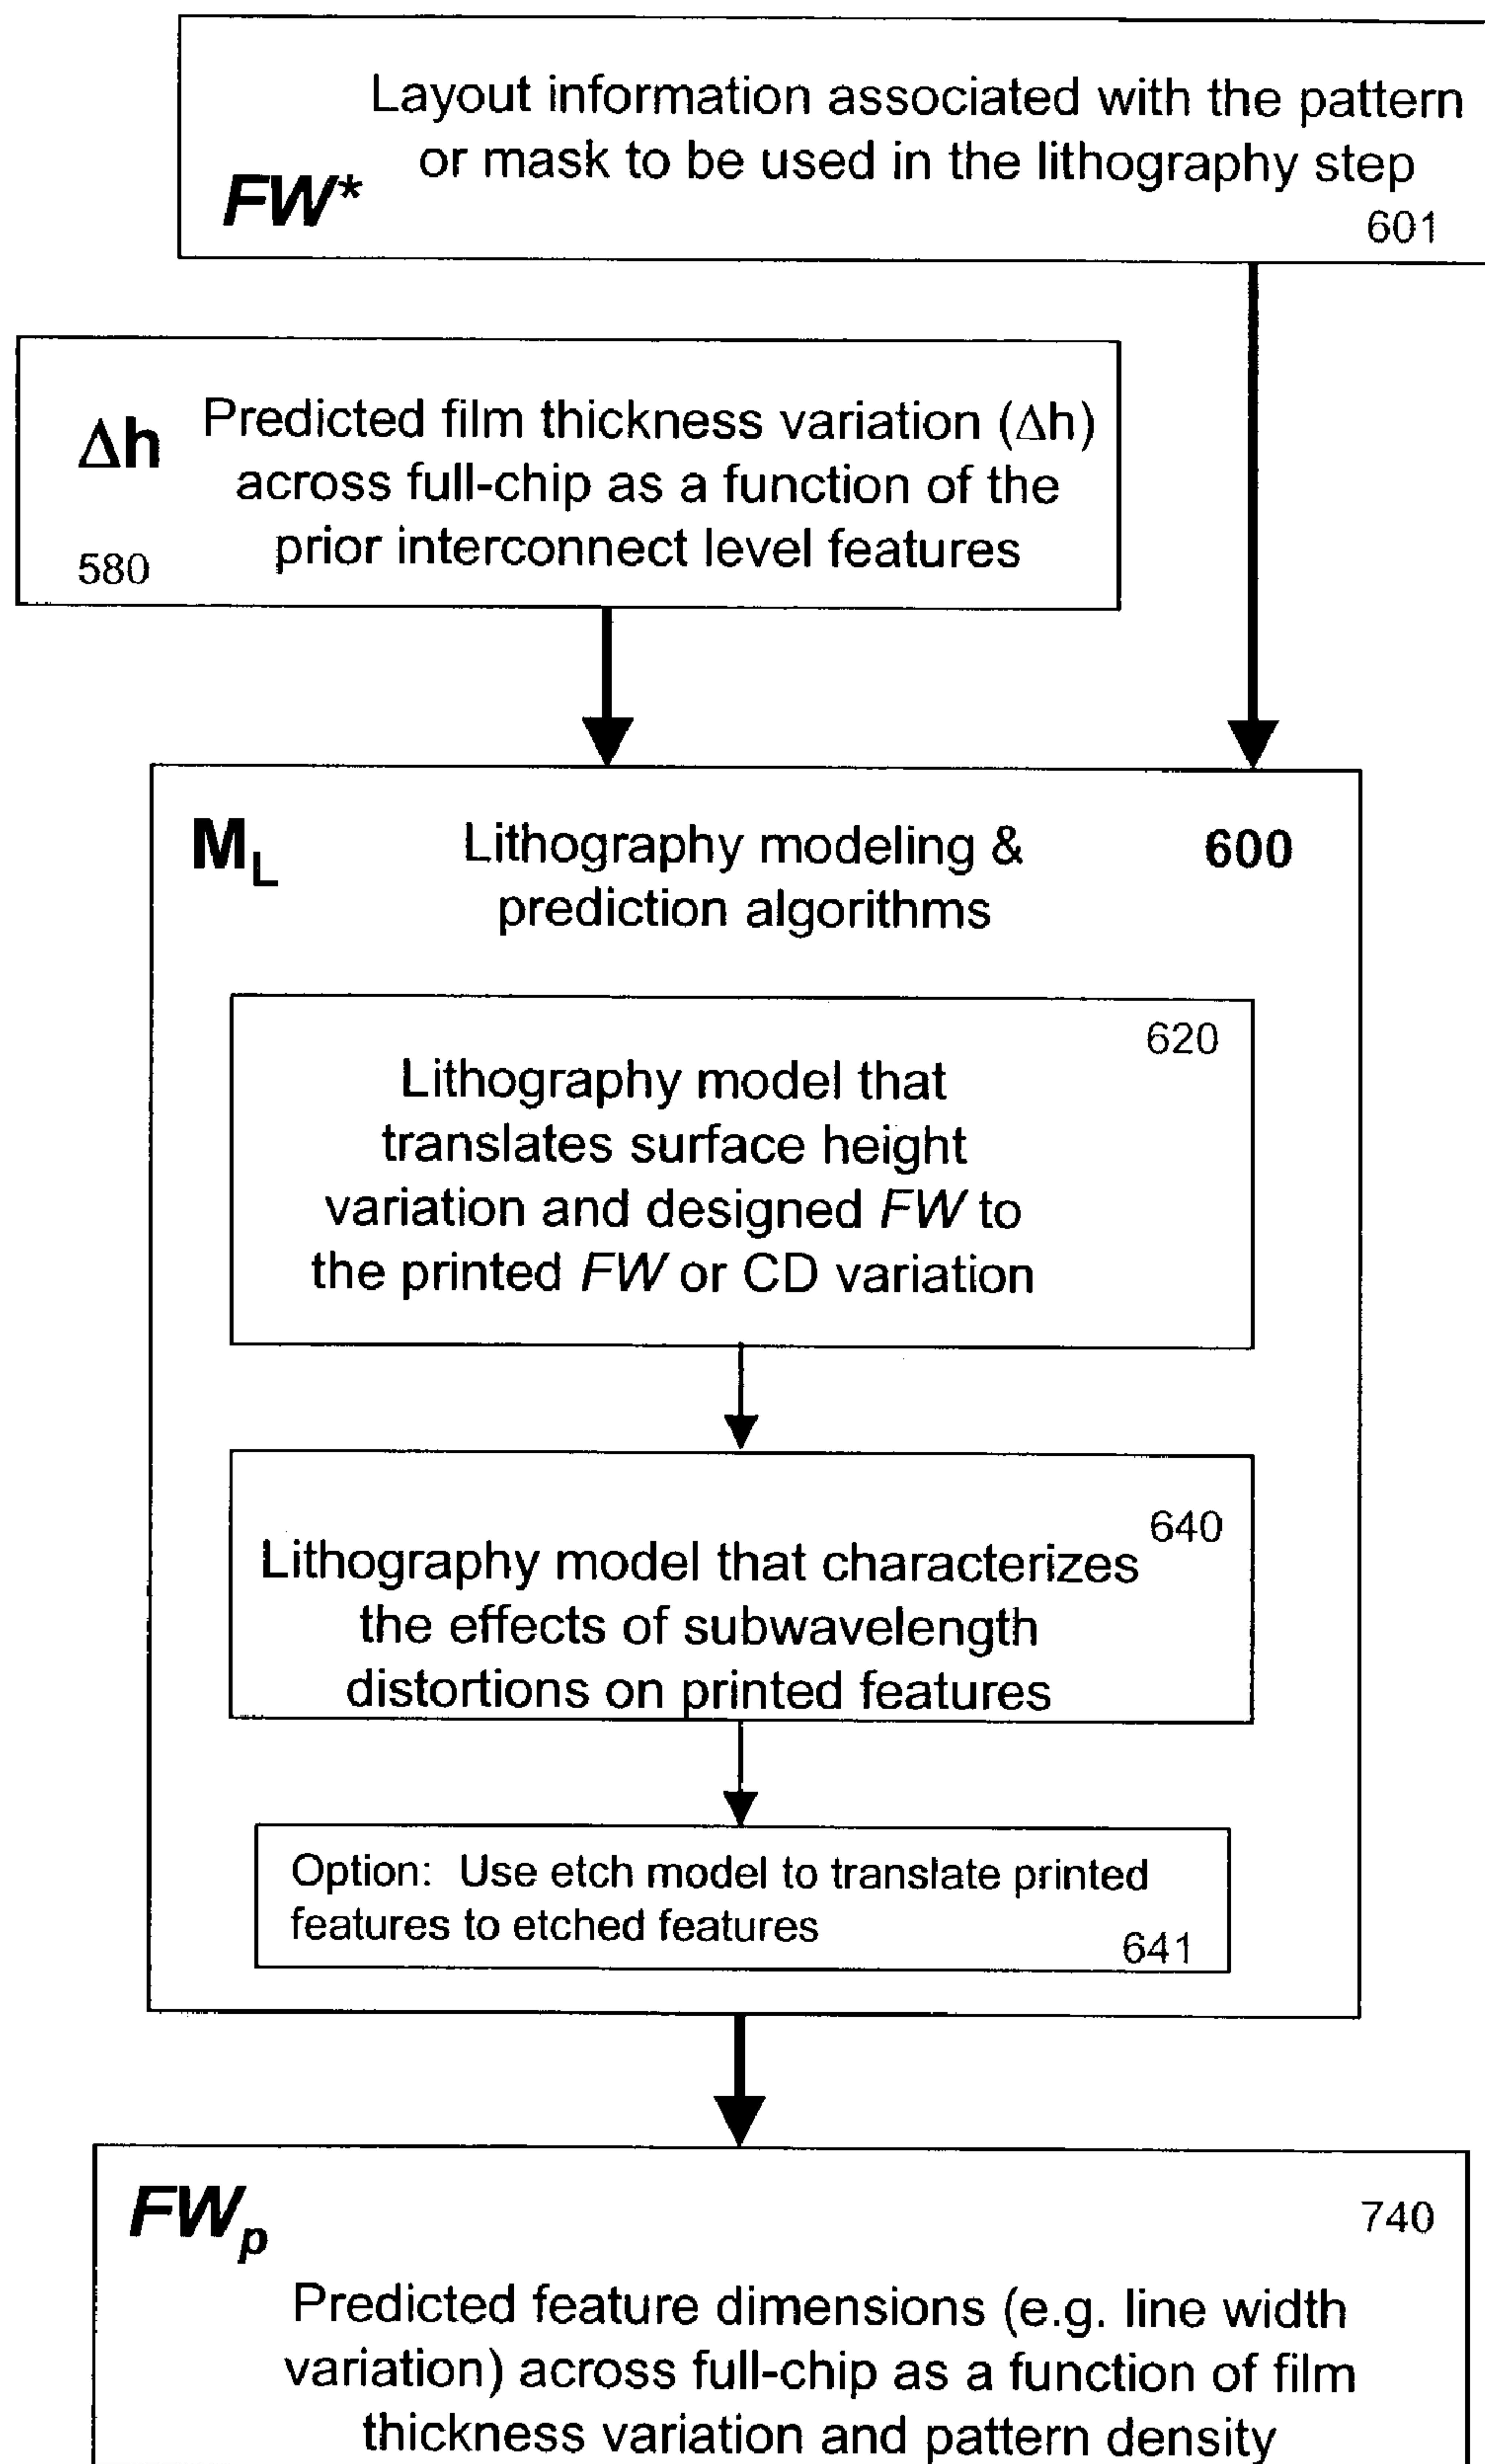 Layout information associated with the pattern
or mask to be used in the lithography step
FW*
601
Δh
Predicted film thickness variation (Δh)
across full-chip as a function of the
prior interconnect level features
580
M_L
Lithography modeling &
prediction algorithms
600
620
Lithography model that
translates surface height
variation and designed FW to
the printed FW or CD variation
640
Lithography model that characterizes
the effects of subwavelength
distortions on printed features
Option: Use etch model to translate printed
features to etched features
641
FW_p
740
Predicted feature dimensions (e.g. line width
variation) across full-chip as a function of film
thickness variation and pattern density